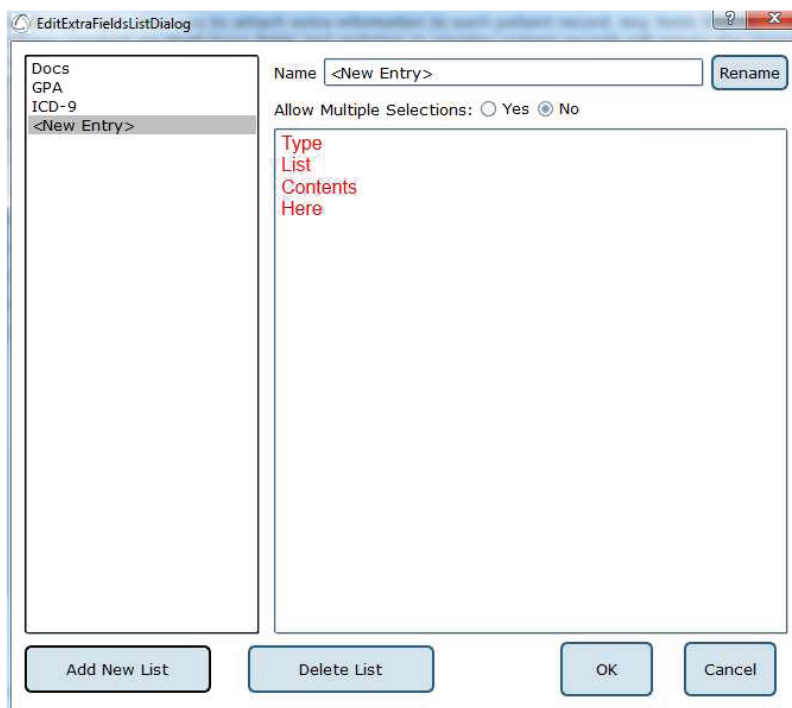 EditExtraFieldsListDialog
Docs
GPA
ICD-9
<New Entry>
Name <New Entry> Rename
Allow Multiple Selections: Yes No
Type
List
Contents
Here
Add New List Delete List OK Cancel